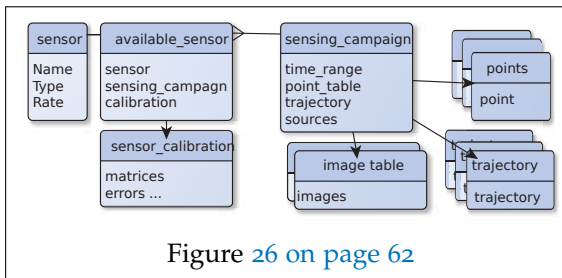 sensor
Name
Type
Rate
available_sensor
sensor
sensing_campagn
calibration
sensing_campaign
time_range
point_table
trajectory
sources
points
point
sensor_calibration
matrices
errors ...
image table
images
trajectory
trajectory
Figure 26 on page 62